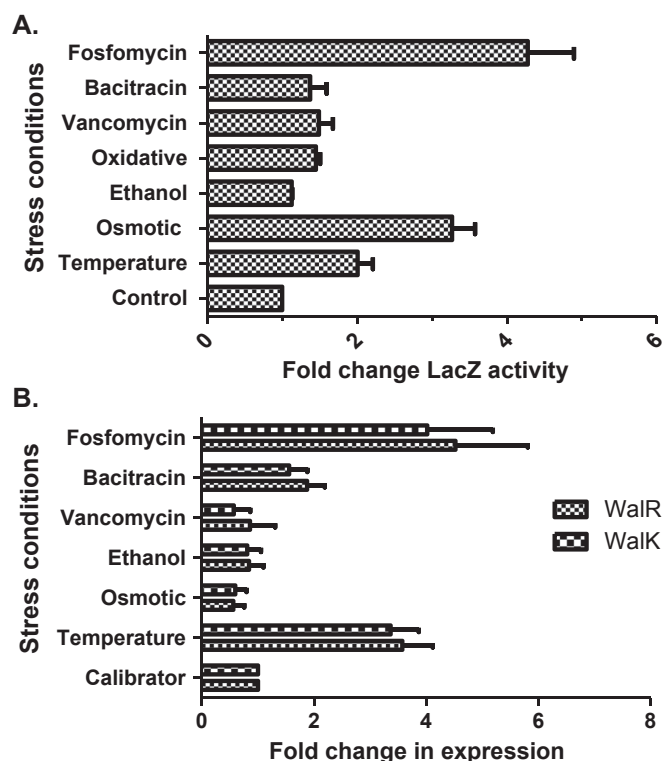 A.
Stress conditions
Fosfomycin
Bacitracin
Vancomycin
Oxidative
Ethanol
Osmotic
Temperature
Control
0 2 4 6
Fold change LacZ activity
B.
Stress conditions
Fosfomycin
Bacitracin
Vancomycin
Ethanol
Osmotic
Temperature
Calibrator
WalR
WalK
0 2 4 6 8
Fold change in expression